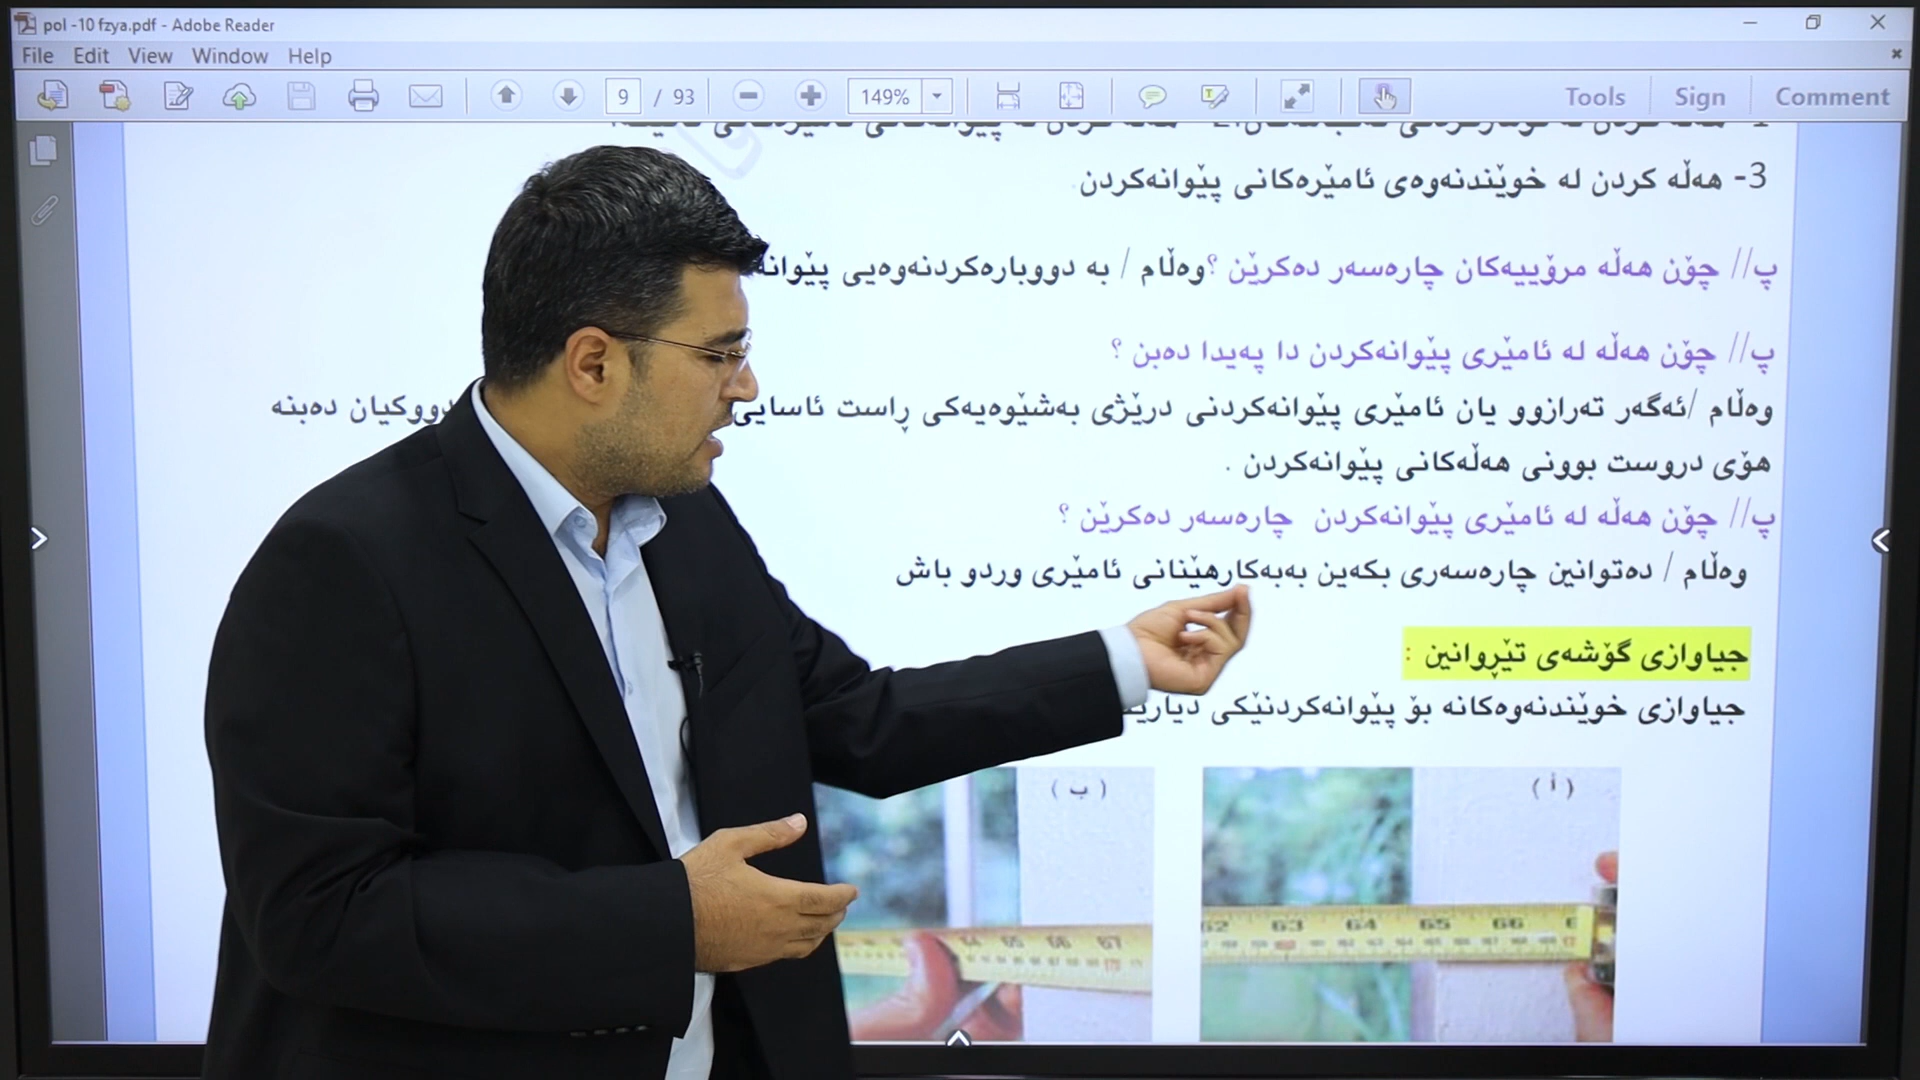 pol -10 fzya.pdf - Adobe Reader
File Edit View Window Help
9 / 93 149% Tools Sign Comment
3- هەڵە کردن لە خوێندنەوەی ئامێرەکانی پێوانەکردن.
پ// چۆن هەڵە مرۆییەکان چارەسەر دەکرێن ؟وەڵام / بە دووبارەکردنەوەیی
پ// چۆن هەڵە لە ئامێری پێوانەکردن دا پەیدا دەبن ؟
وەڵام /ئەگەر تەرازوو یان ئامێری پێوانەکردنی درێژی بەشێوەیەکی ڕاست ئاسایی دەبنە
هۆی دروست بوونی هەڵەکانی پێوانەکردن .
پ// چۆن هەڵە لە ئامێری پێوانەکردن چارەسەر دەکرێن ؟
وەڵام / دەتوانین چارەسەری بکەین بەبەکارهێنانی ئامێری وردو باش
جیاوازی گۆشەی تێڕوانین :
جیاوازی خوێندنەوەکانە بۆ پێوانەکردنێکی
( أ )
( ب )
62 63 64 65 66
65 66 67